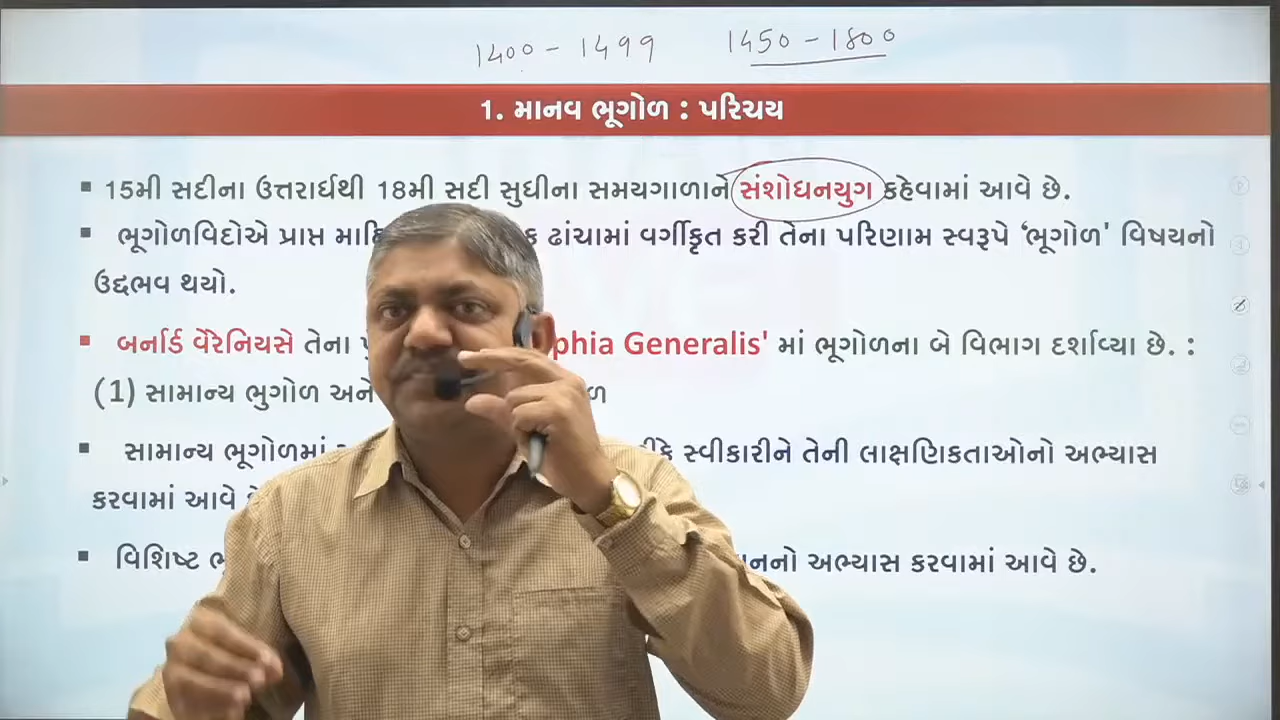 1400 - 1499 1450 - 1800
1. માનવ ભૂગોળ : પરિચય
▪ 15મી સદીના ઉત્તરાર્ધથી 18મી સદી સુધીના સમયગાળાને સંશોધનયુગ કહેવામાં આવે છે.
▪ ભૂગોળવિદોએ પ્રાપ્ત ઢાંચામાં વર્ગીકૃત કરી તેના પરિણામ સ્વરૂપે 'ભૂગોળ' વિષયનો
ઉદ્દભવ થયો.
▪ બર્નાર્ડ વેરેનિયસે તેના phia Generalis' માં ભૂગોળના બે વિભાગ દર્શાવ્યા છે. :
(1) સામાન્ય ભુગોળ અને
▪ સામાન્ય ભૂગોળમાં સ્વીકારીને તેની લાક્ષણિકતાઓનો અભ્યાસ
કરવામાં આવે
▪ વિશિષ્ટ અભ્યાસ કરવામાં આવે છે.